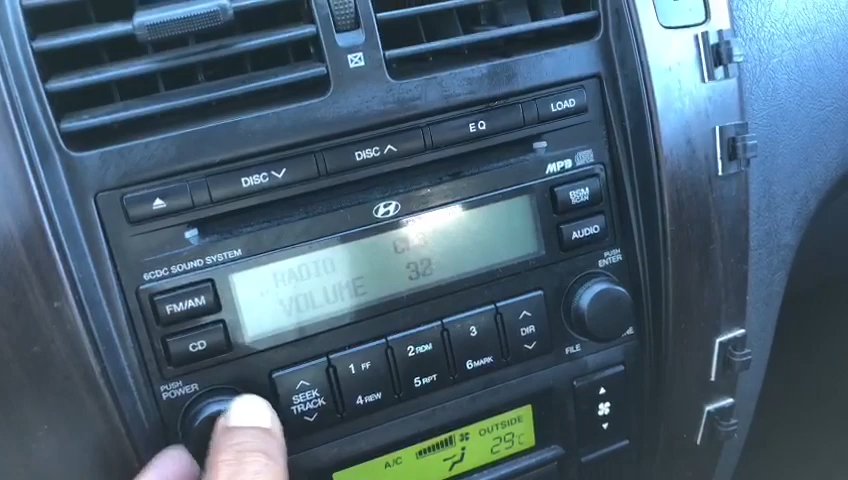 DISC
DISC
EQ
LOAD
MP3
6CDC SOUND SYSTEM
BSM
SCAN
FM/AM
RADIO
AUDIO
VOLUME
CD
PUSH
POWER
PUSH
ENTER
SEEK
TRACK
1 FF
4 REW
2 RDM
5 RPT
3
6 MARK
DIR
FILE
A/C
OUTSIDE
29°C